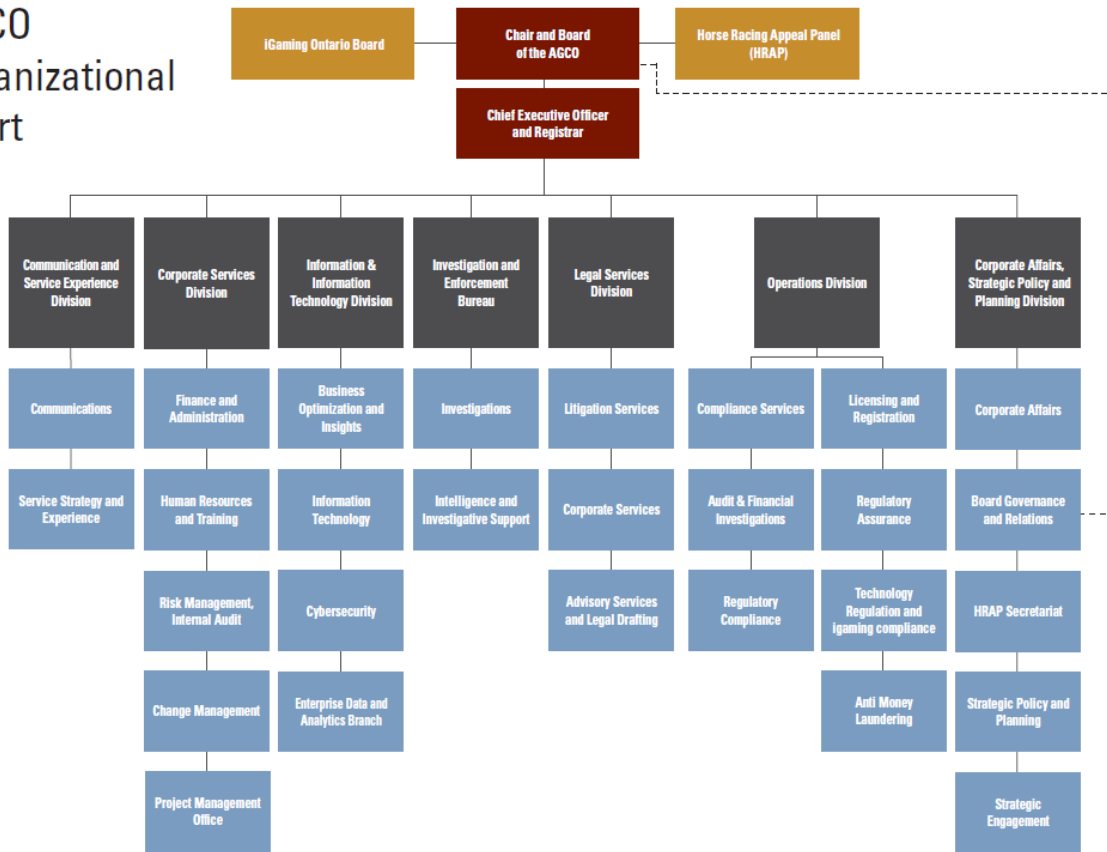 CO
anizational
rt
iGaming Ontario Board
Chair and Board
of the AGCO
Horse Racing Appeal Panel
(HRAP)
Chief Executive Officer
and Registrar
Communication and
Service Experience
Division
Corporate Services
Division
Information &
Information
Technology Division
Investigation and
Enforcement
Bureau
Legal Services
Division
Operations Division
Corporate Affairs,
Strategic Policy and
Planning Division
Communications
Finance and
Administration
Business
Optimization and
Insights
Investigations
Litigation Services
Compliance Services
Licensing and
Registration
Corporate Affairs
Service Strategy and
Experience
Human Resources
and Training
Information
Technology
Intelligence and
Investigative Support
Corporate Services
Audit & Financial
Investigations
Regulatory
Assurance
Board Governance
and Relations
Risk Management,
Internal Audit
Cybersecurity
Advisory Services
and Legal Drafting
Regulatory
Compliance
Technology
Regulation and
igaming compliance
HRAP Secretariat
Change Management
Enterprise Data and
Analytics Branch
Anti Money
Laundering
Strategic Policy and
Planning
Project Management
Office
Strategic
Engagement